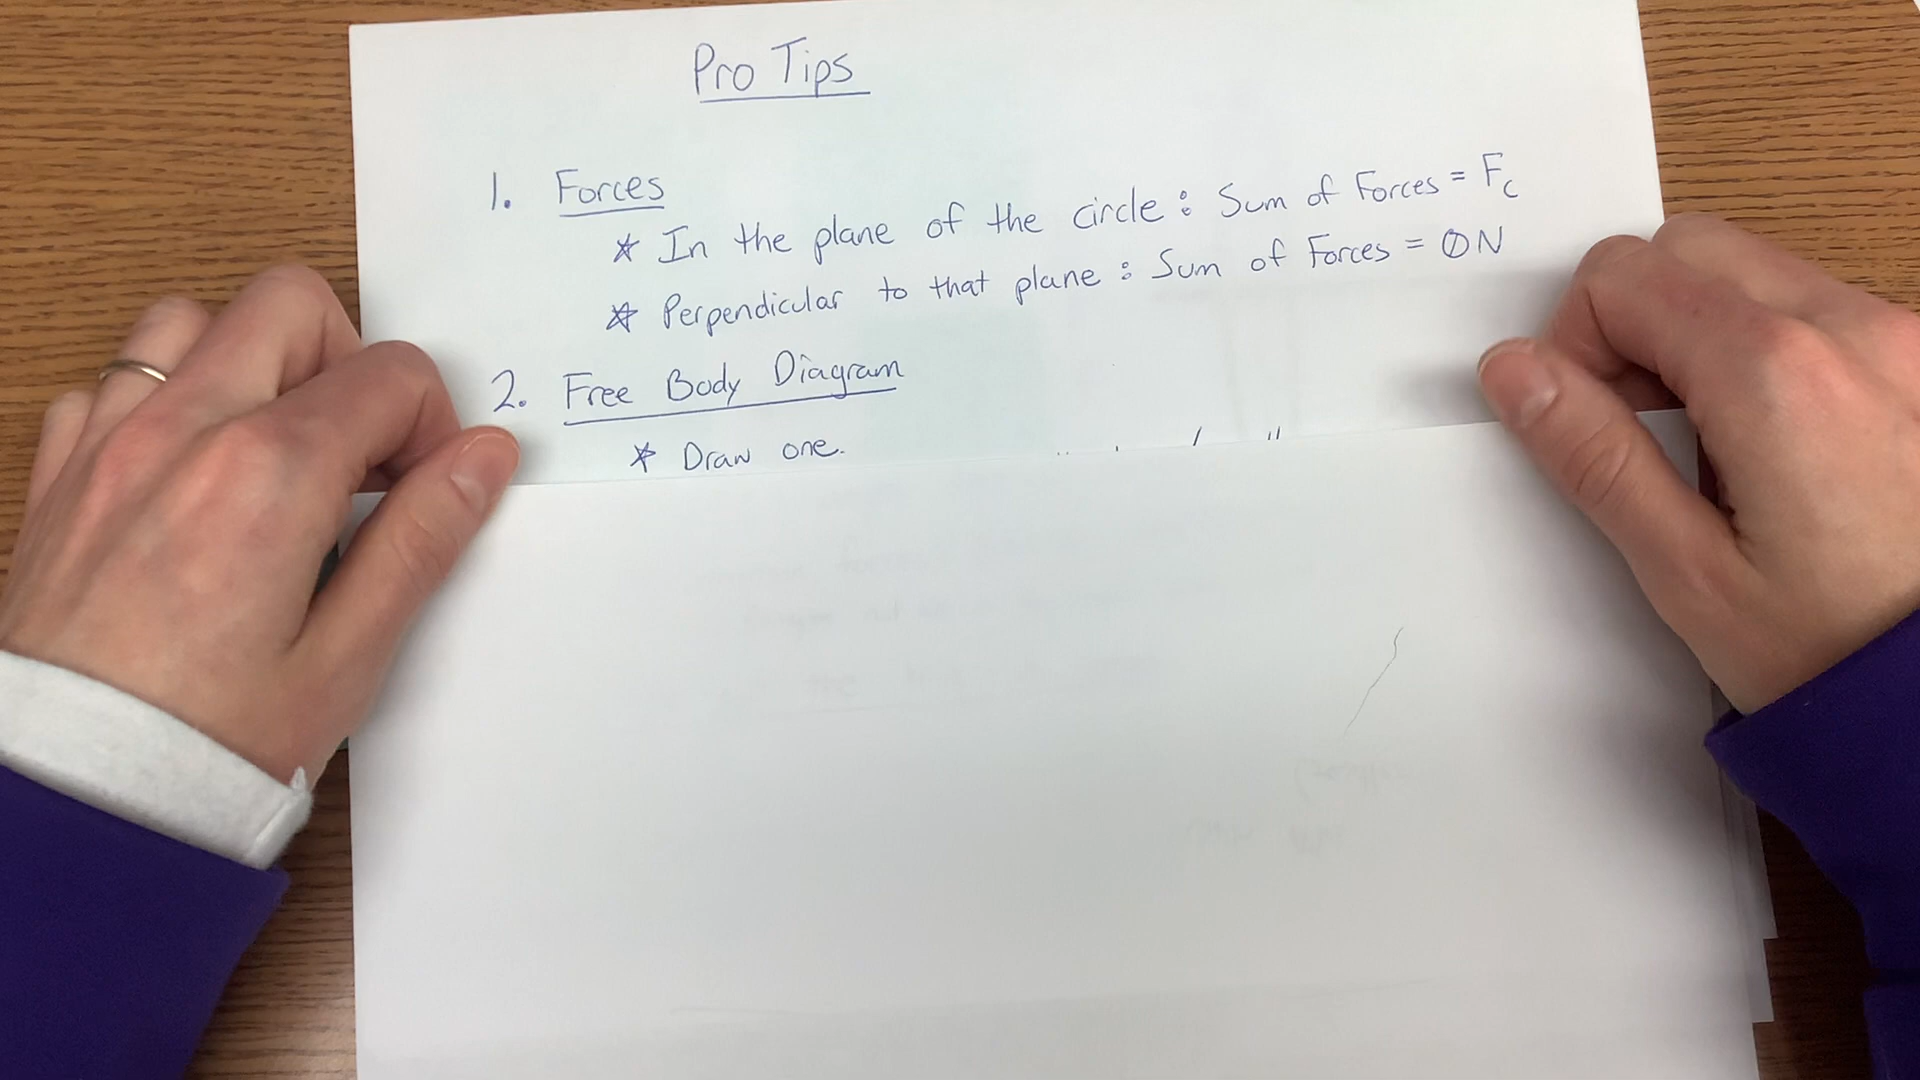 Pro Tips
1. Forces
* In the plane of the circle : Sum of Forces = Fc
* Perpendicular to that plane : Sum of Forces = 0 N
2. Free Body Diagram
* Draw one.